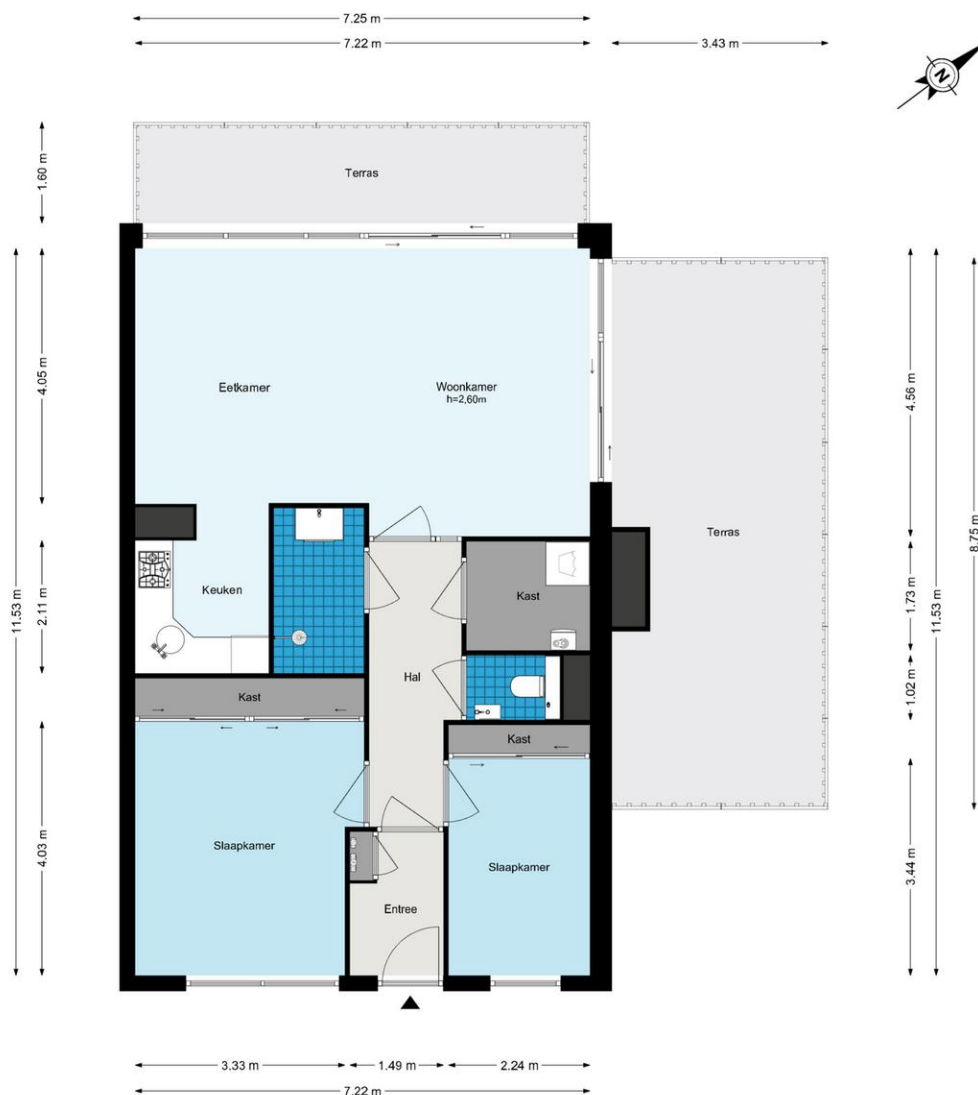 7.25 m
7.22 m
3.43 m
N
1.60 m
Terras
4.05 m
Eetkamer
Woonkamer
h=2,60m
4.56 m
11.53 m
2.11 m
Keuken
Kast
Terras
1.73 m
11.53 m
8.75 m
Hal
1.02 m
Kast
Kast
4.03 m
Slaapkamer
Slaapkamer
3.44 m
Entree
3.33 m
1.49 m
2.24 m
7.22 m